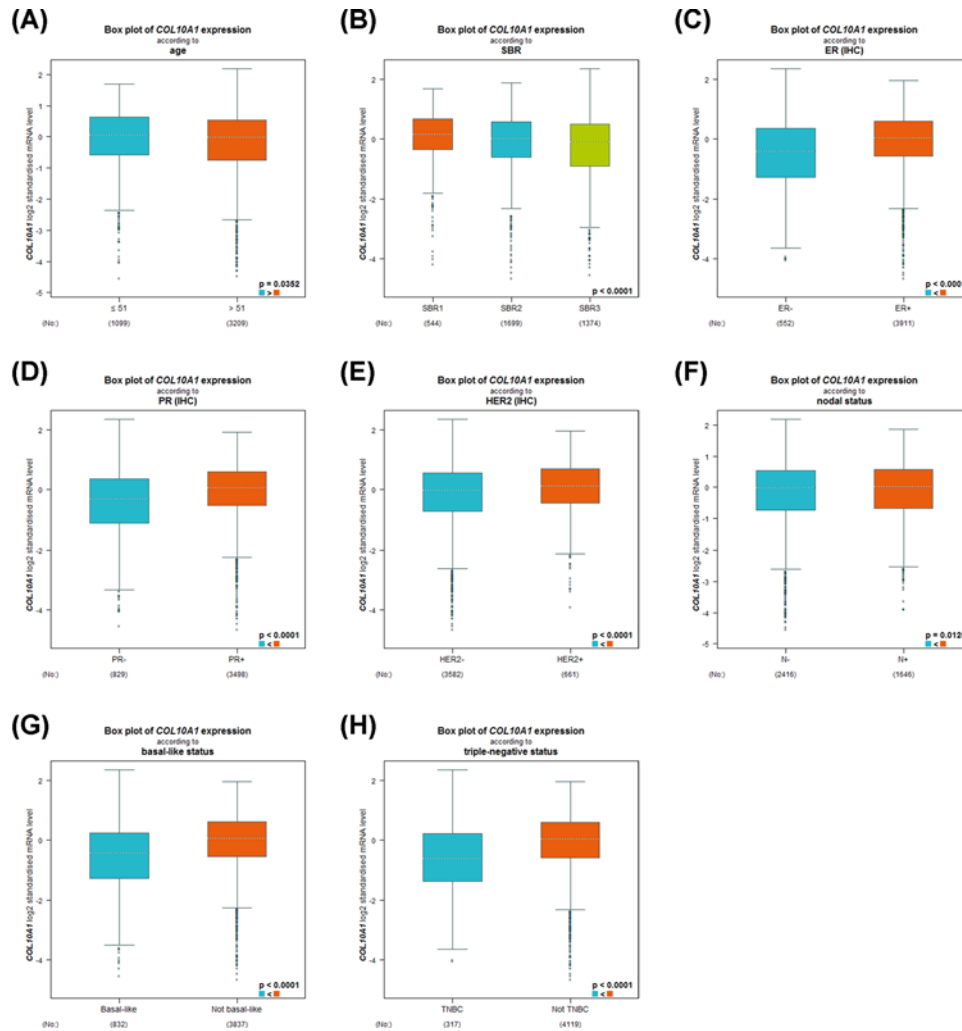 (A)
Box plot of COL10A1 expression
according to
age
COL10A1 log2 standardised mRNA level
2
1
0
-1
-2
-3
-4
-5
p = 0.0352
>
≤ 51
> 51
(No:)
(1099)
(3209)
(B)
Box plot of COL10A1 expression
according to
SBR
COL10A1 log2 standardised mRNA level
2
0
-2
-4
p < 0.0001
SBR1
SBR2
SBR3
(No:)
(544)
(1699)
(1374)
(C)
Box plot of COL10A1 expression
according to
ER (IHC)
COL10A1 log2 standardised mRNA level
2
0
-2
-4
p < 0.000
<
ER-
ER+
(No:)
(552)
(3911)
(D)
Box plot of COL10A1 expression
according to
PR (IHC)
COL10A1 log2 standardised mRNA level
2
0
-2
-4
p < 0.0001
<
PR-
PR+
(No:)
(829)
(3498)
(E)
Box plot of COL10A1 expression
according to
HER2 (IHC)
COL10A1 log2 standardised mRNA level
2
0
-2
-4
p < 0.0001
<
HER2-
HER2+
(No:)
(3582)
(661)
(F)
Box plot of COL10A1 expression
according to
nodal status
COL10A1 log2 standardised mRNA level
2
1
0
-1
-2
-3
-4
-5
p = 0.012
<
N-
N+
(No:)
(2416)
(1646)
(G)
Box plot of COL10A1 expression
according to
basal-like status
COL10A1 log2 standardised mRNA level
2
0
-2
-4
p < 0.0001
<
Basal-like
Not basal-like
(No:)
(832)
(3837)
(H)
Box plot of COL10A1 expression
according to
triple-negative status
COL10A1 log2 standardised mRNA level
2
0
-2
-4
p < 0.0001
<
TNBC
Not TNBC
(No:)
(317)
(4119)